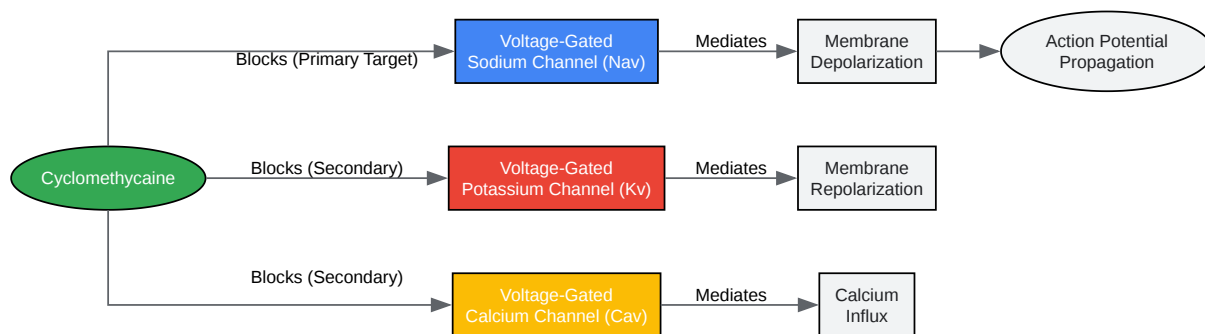 Blocks (Primary Target)
Voltage-Gated
Sodium Channel (Nav)
Mediates
Membrane
Depolarization
Action Potential
Propagation
Cyclomethycaine
Blocks (Secondary)
Voltage-Gated
Potassium Channel (Kv)
Mediates
Membrane
Repolarization
Blocks (Secondary)
Voltage-Gated
Calcium Channel (Cav)
Mediates
Calcium
Influx